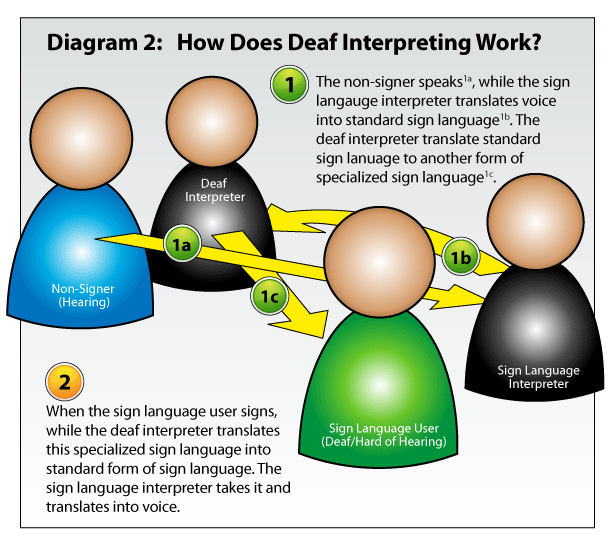 Diagram 2: How Does Deaf Interpreting Work?
1
The non-signer speaks1a, while the sign
langauge interpreter translates voice
into standard sign language1b. The
deaf interpreter translate standard
sign lanuage to another form of
specialized sign language1c.
Deaf
Interpreter
1a
1b
1c
Non-Signer
(Hearing)
Sign Language
Interpreter
2
When the sign language user signs,
while the deaf interpreter translates
this specialized sign language into
standard form of sign language. The
sign language interpreter takes it and
translates into voice.
Sign Language User
(Deaf/Hard of Hearing)